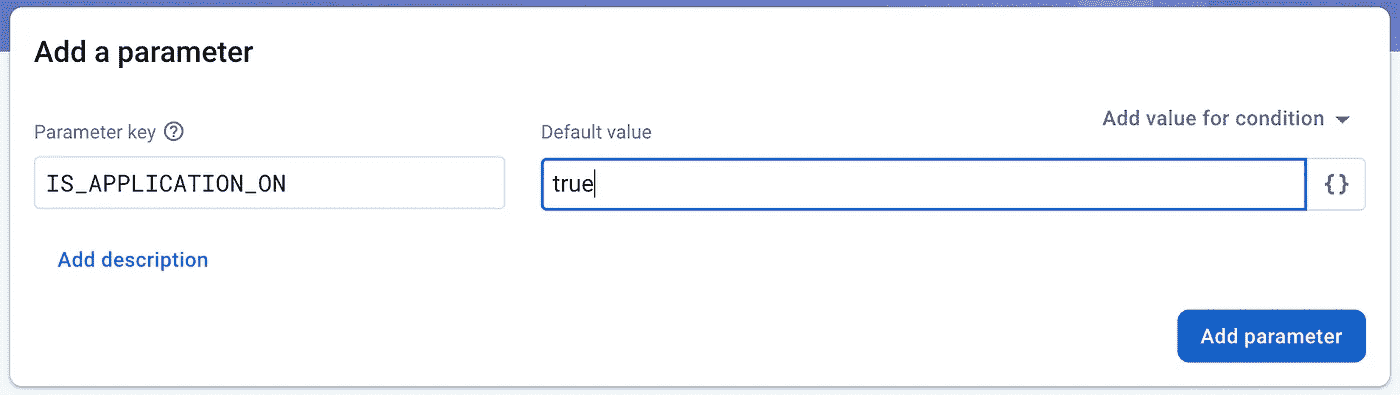 Add a parameter
Add value for condition
Parameter key
Default value
IS_APPLICATION_ON
true
{}
Add description
Add parameter